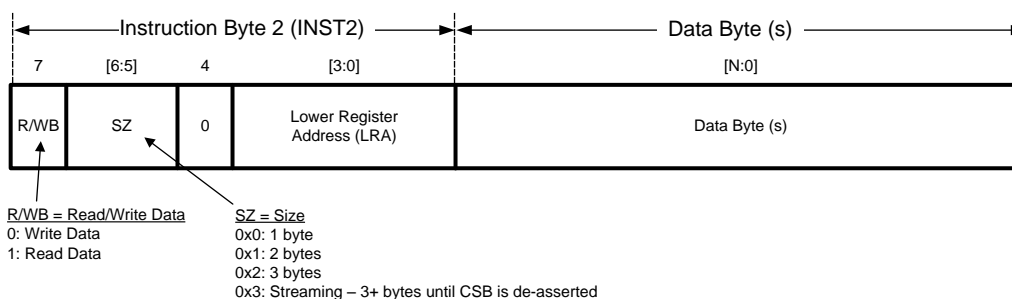 Instruction Byte 2 (INST2) Data Byte (s)
7 [6:5] 4 [3:0] [N:0]
R/WB SZ 0 Lower Register
Address (LRA) Data Byte(s)
R/WB = Read/Write Data
0: Write Data
1: Read Data
SZ = Size
0x0: 1 byte
0x1: 2 bytes
0x2: 3 bytes
0x3: Streaming – 3+ bytes until CSB is de-asserted